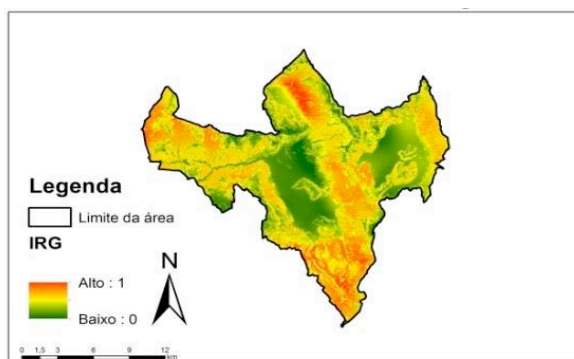 Legenda
Limite da área
IRG
Alto : 1
Baixo : 0
N
0 1,5 3 6 9 12
km